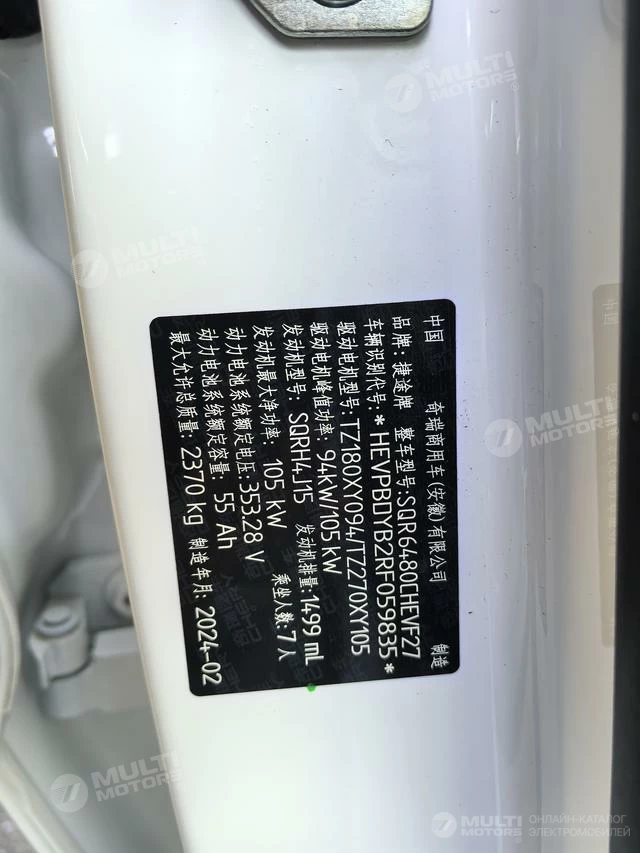 中国 奇瑞商用车(安徽)有限公司 制造
品牌: 捷途牌 整车型号:SQR6480CHEVF27
车辆识别代号:*HEVPBDYB2RF059835*
驱动电机型号:TZ180XY094/TZ270XY105
驱动电机峰值功率: 94kW/105 kW
发动机型号: SQRH4J15 发动机排量:1499 mL
发动机最大净功率: 105 kW 乘坐人数:7人
动力电池系统额定电压:353.28 V
动力电池系统额定容量: 55 Ah
最大允许总质量: 2370 kg 制造年月: 2024-02
MULTI
MOTORS
MULTI
MOTORS
MULTI
MOTORS
MULTI
MOTORS
MULTI
MOTORS
ОНЛАЙН-КАТАЛОГ
ЭЛЕКТРОМОБИЛЕЙ